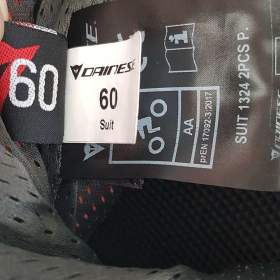 60
DAINESE
60
Suit
AA
prEN 17092-3:2017
SUIT 1324 2PCS P.